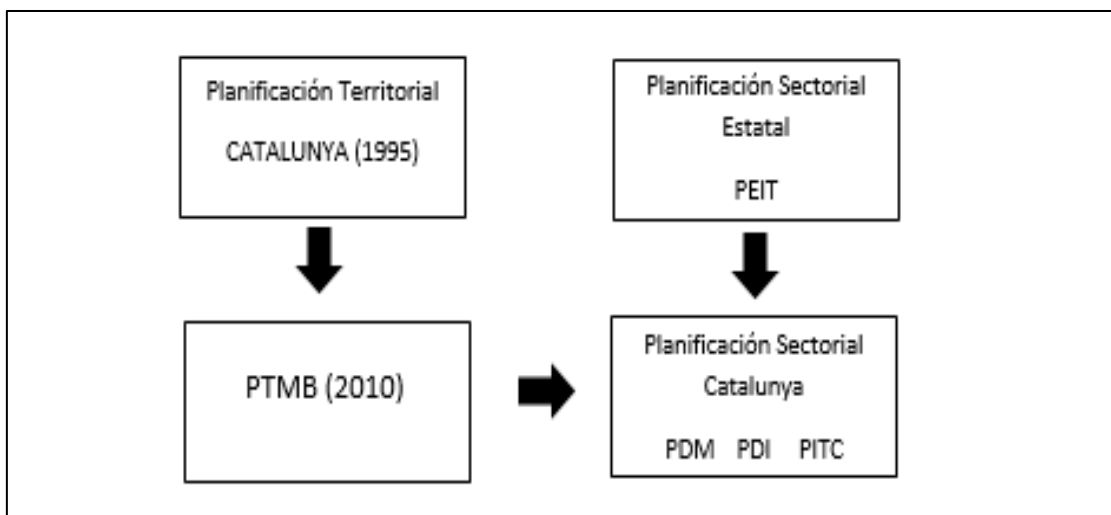 Planificación Territorial
CATALUNYA (1995)
Planificación Sectorial
Estatal
PEIT
PTMB (2010)
Planificación Sectorial
Catalunya
PDM PDI PITC